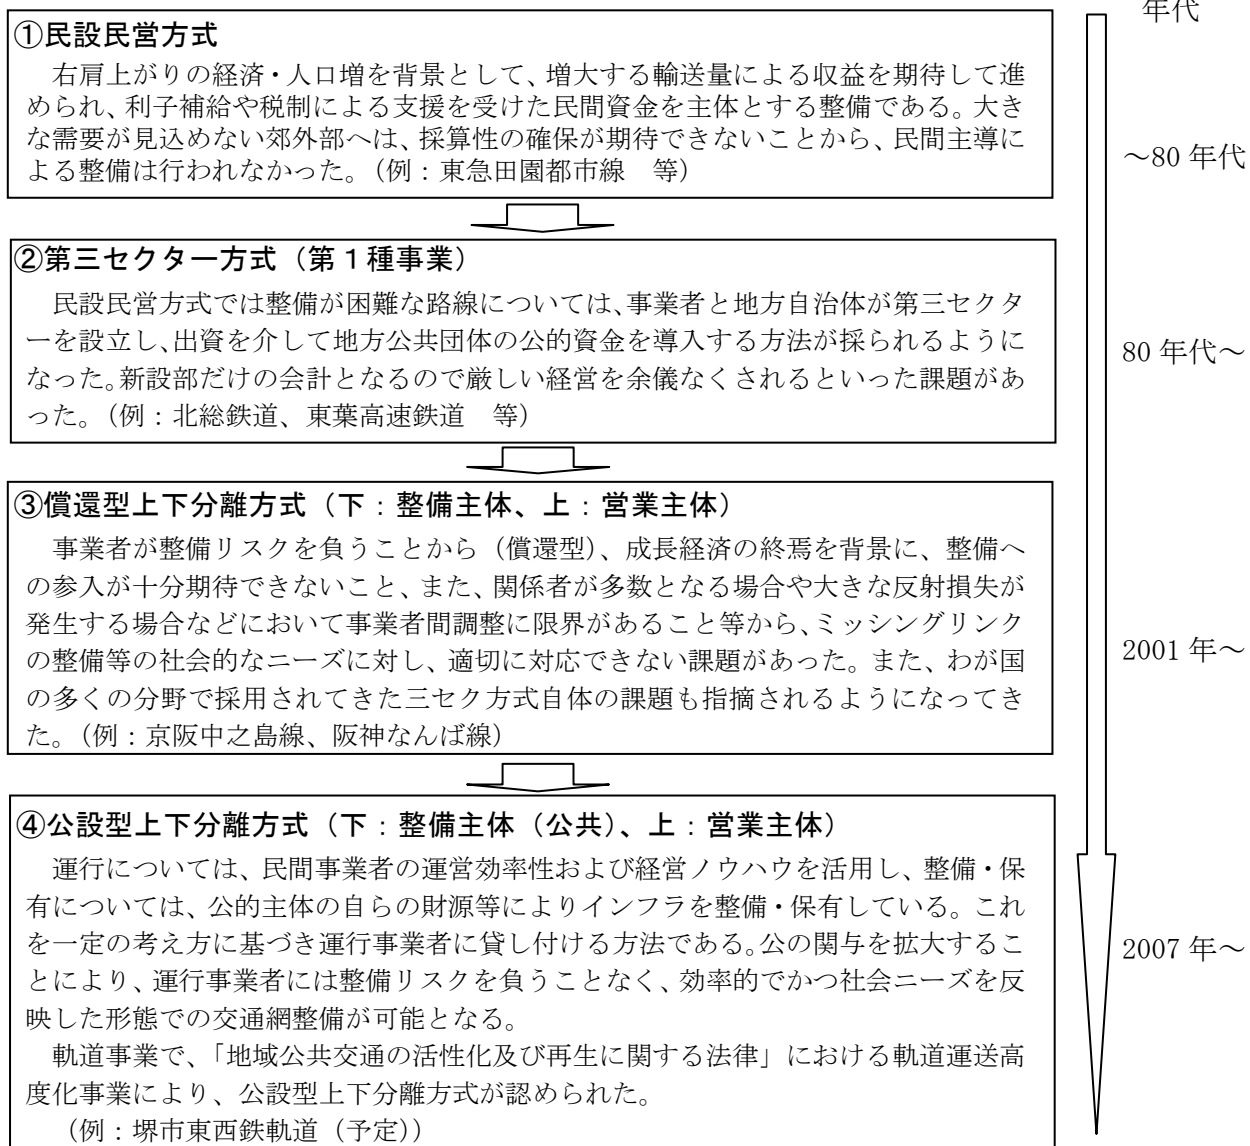 年代
①民設民営方式
右肩上がりの経済・人口増を背景として、増大する輸送量による収益を期待して進
められ、利子補給や税制による支援を受けた民間資金を主体とする整備である。大き
な需要が見込めない郊外部へは、採算性の確保が期待できないことから、民間主導に
よる整備は行われなかった。（例：東急田園都市線　等）
～80 年代
②第三セクター方式（第１種事業）
民設民営方式では整備が困難な路線については、事業者と地方自治体が第三セクタ
ーを設立し、出資を介して地方公共団体の公的資金を導入する方法が採られるように
なった。新設部だけの会計となるので厳しい経営を余儀なくされるといった課題があ
った。（例：北総鉄道、東葉高速鉄道　等）
80 年代～
③償還型上下分離方式（下：整備主体、上：営業主体）
事業者が整備リスクを負うことから（償還型）、成長経済の終焉を背景に、整備へ
の参入が十分期待できないこと、また、関係者が多数となる場合や大きな反射損失が
発生する場合などにおいて事業者間調整に限界があること等から、ミッシングリンク
の整備等の社会的なニーズに対し、適切に対応できない課題があった。また、わが国
の多くの分野で採用されてきた三セク方式自体の課題も指摘されるようになってき
た。（例：京阪中之島線、阪神なんば線）
2001 年～
④公設型上下分離方式（下：整備主体（公共）、上：営業主体）
運行については、民間事業者の運営効率性および経営ノウハウを活用し、整備・保
有については、公的主体の自らの財源等によりインフラを整備・保有している。これ
を一定の考え方に基づき運行事業者に貸し付ける方法である。公の関与を拡大するこ
とにより、運行事業者には整備リスクを負うことなく、効率的でかつ社会ニーズを反
映した形態での交通網整備が可能となる。
軌道事業で、「地域公共交通の活性化及び再生に関する法律」における軌道運送高
度化事業により、公設型上下分離方式が認められた。
（例：堺市東西鉄軌道（予定））
2007 年～